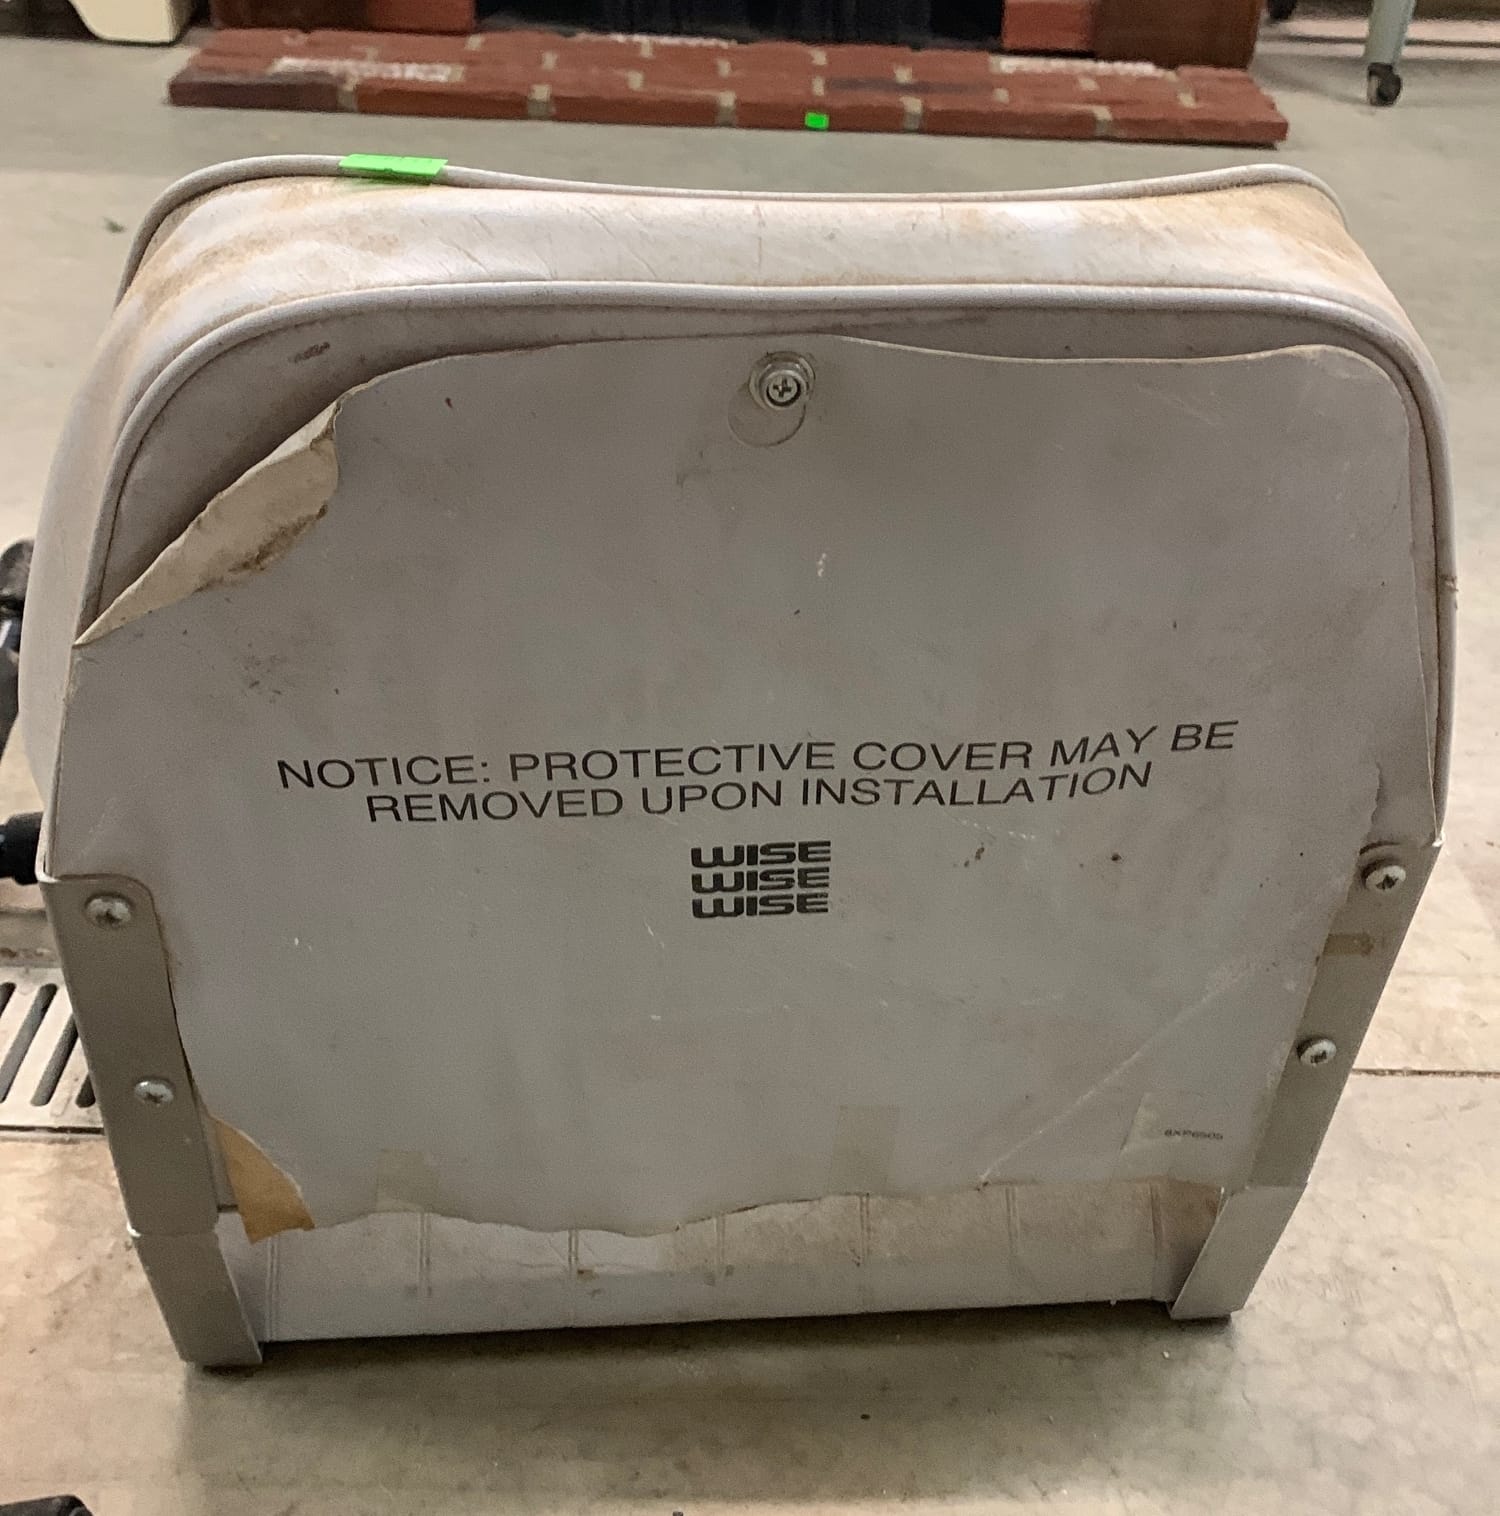 NOTICE: PROTECTIVE COVER MAY BE
REMOVED UPON INSTALLATION
WISE
WISE
WISE